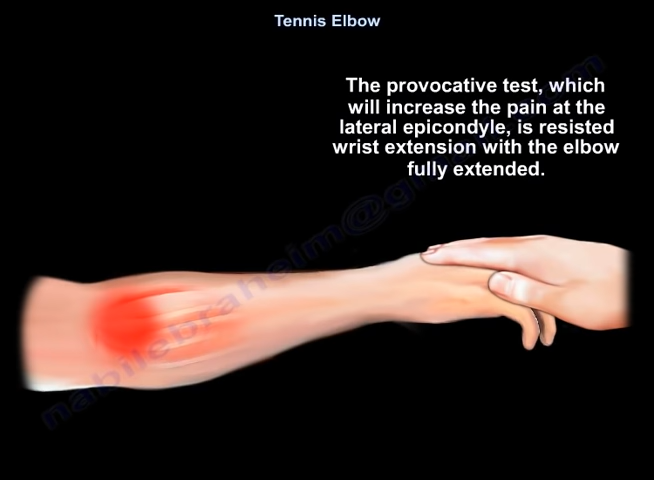 Tennis Elbow
The provocative test, which
will increase the pain at the
lateral epicondyle, is resisted
wrist extension with the elbow
fully extended.